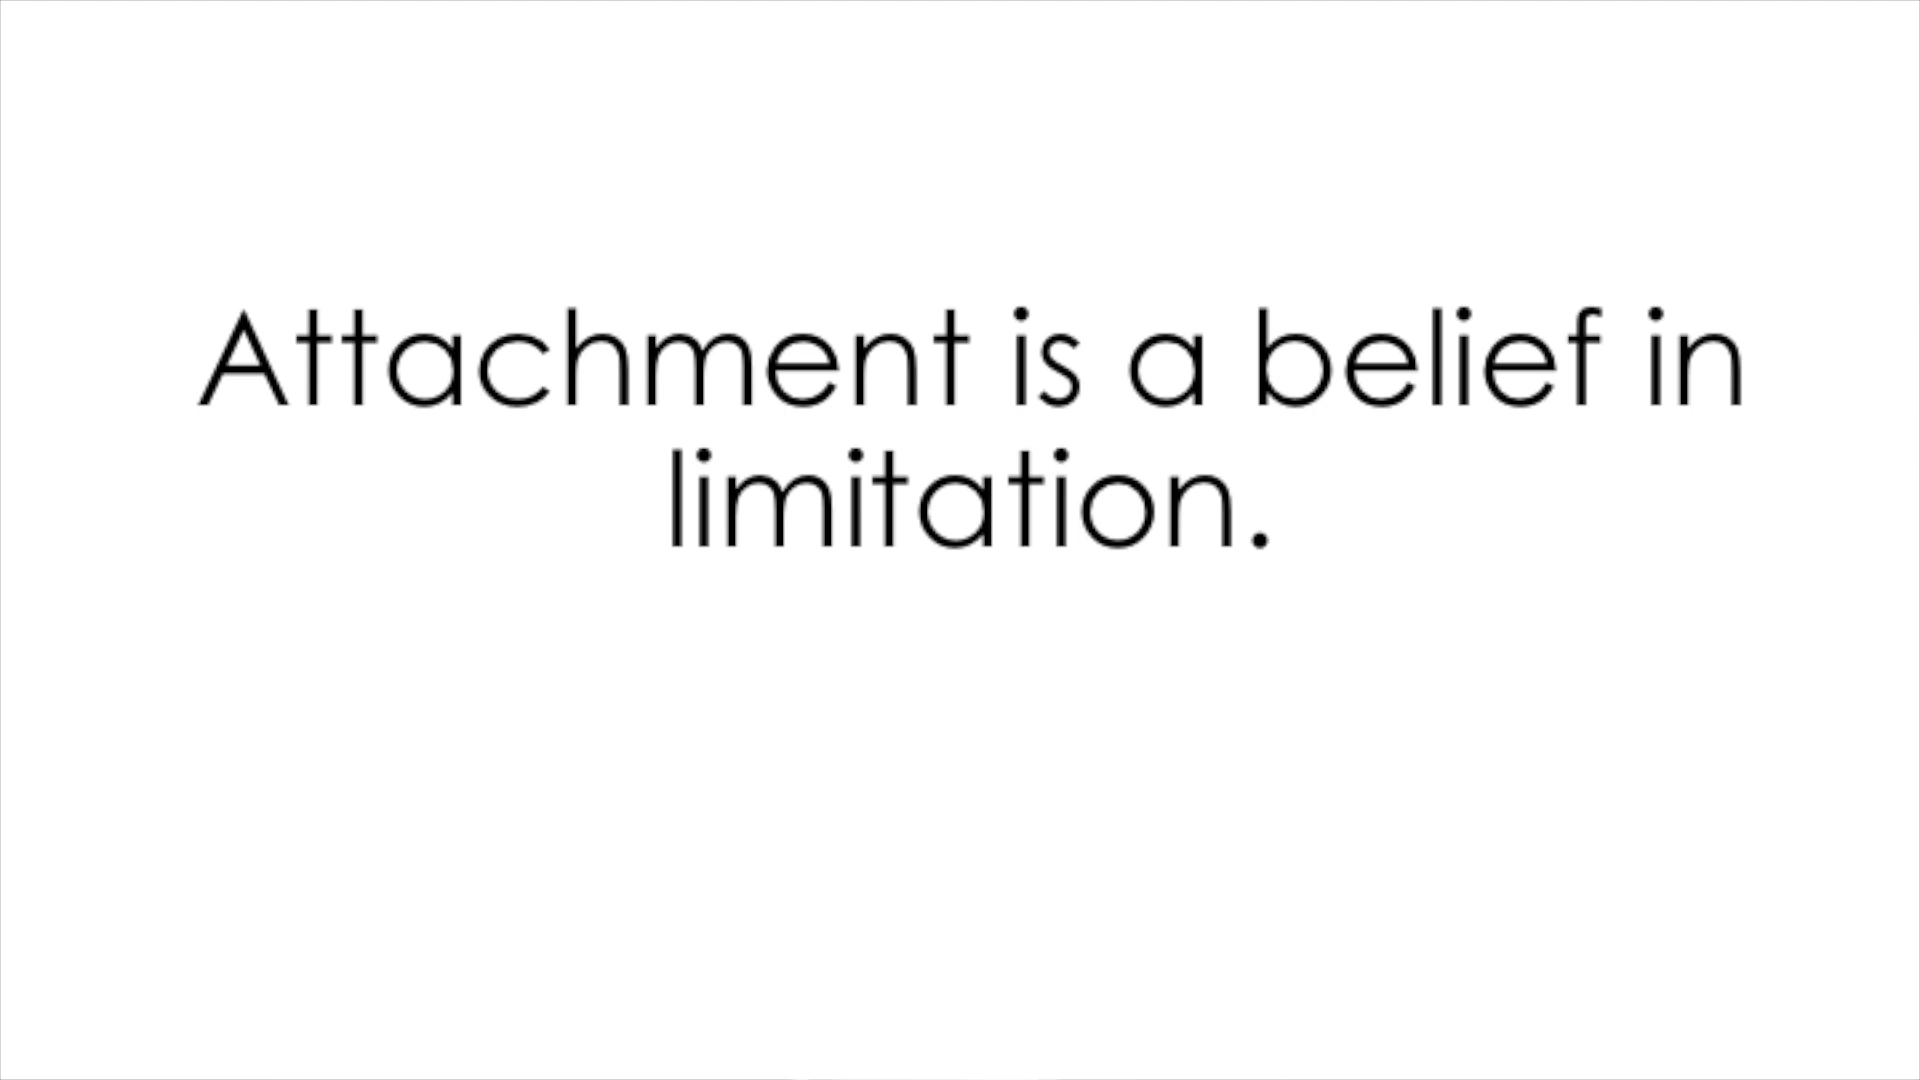 Attachment is a belief in
limitation.